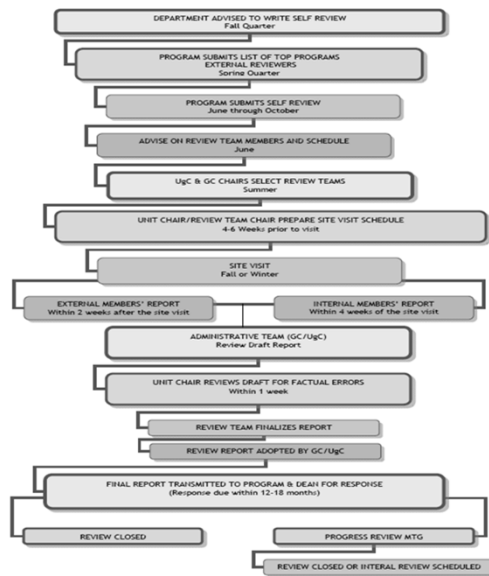 DEPARTMENT ADVISED TO WRITE SELF REVIEW
Fall Quarter
PROGRAM SUBMITS LIST OF TOP PROGRAMS
EXTERNAL REVIEWERS
Spring Quarter
PROGRAM SUBMITS SELF REVIEW
June through October
ADVISE ON REVIEW TEAM MEMBERS AND SCHEDULE
June
UgC & GC CHAIRS SELECT REVIEW TEAMS
Summer
UNIT CHAIR/REVIEW TEAM CHAIR PREPARE SITE VISIT SCHEDULE
4-6 Weeks prior to visit
SITE VISIT
Fall or Winter
EXTERNAL MEMBERS' REPORT
Within 2 weeks after the site visit
INTERNAL MEMBERS' REPORT
Within 4 weeks of the site visit
ADMINISTRATIVE TEAM (GC/UgC)
Review Draft Report
UNIT CHAIR REVIEWS DRAFT FOR FACTUAL ERRORS
Within 1 week
REVIEW TEAM FINALIZES REPORT
REVIEW REPORT ADOPTED BY GC/UgC
FINAL REPORT TRANSMITTED TO PROGRAM & DEAN FOR RESPONSE
(Response due within 12-18 months)
REVIEW CLOSED
PROGRESS REVIEW MTG
REVIEW CLOSED OR INTERAL REVIEW SCHEDULED